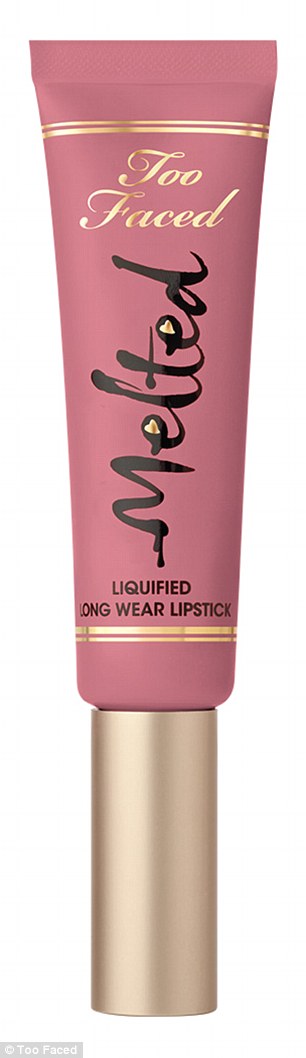 Too
Faced
Melted
LIQUIFIED
LONG WEAR LIPSTICK
© Too Faced